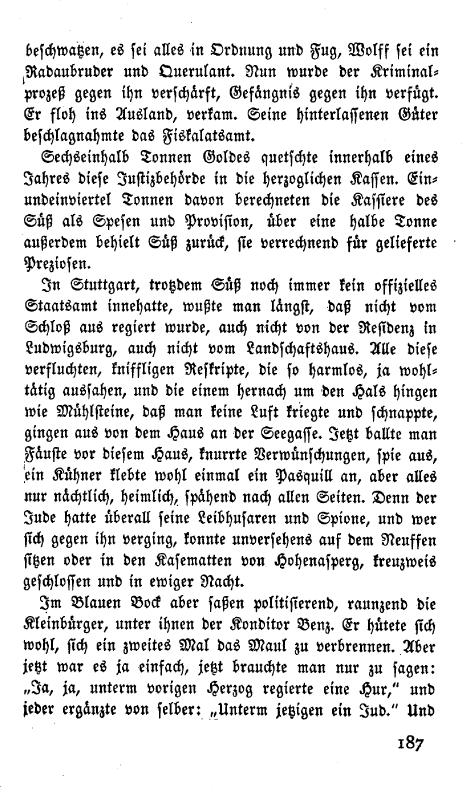 beschwatzen, es sei alles in Ordnung und Fug, Wolff sei ein
Radaubruder und Querulant. Nun wurde der Kriminal-
prozeß gegen ihn verschärft, Gefängnis gegen ihn verfügt.
Er floh ins Ausland, verkam. Seine hinterlassenen Güter
beschlagnahmte das Fiskalatsamt.
Sechseinhalb Tonnen Goldes quetschte innerhalb eines
Jahres diese Justizbehörde in die herzoglichen Kassen. Ein-
undeinviertel Tonnen davon berechneten die Kassiere des
Süß als Spesen und Provision, über eine halbe Tonne
außerdem behielt Süß zurück, sie verrechnend für gelieferte
Preziosen.
In Stuttgart, trotzdem Süß noch immer kein offizielles
Staatsamt innehatte, wußte man längst, daß nicht vom
Schloß aus regiert wurde, auch nicht von der Residenz in
Ludwigsburg, auch nicht vom Landschaftshaus. Alle diese
verfluchten, kniffligen Reskripte, die so harmlos, ja wohl-
tätig aussahen, und die einem hernach um den Hals hingen
wie Mühlsteine, daß man keine Luft kriegte und schnappte,
gingen aus von dem Haus an der Seegasse. Jetzt ballte man
Fäuste vor diesem Haus, knurrte Verwünschungen, spie aus,
ein Kühner klebte wohl einmal ein Pasquill an, aber alles
nur nächtlich, heimlich, spähend nach allen Seiten. Denn der
Jude hatte überall seine Leibhusaren und Spione, und wer
sich gegen ihn verging, konnte unversehens auf dem Neuffen
sitzen oder in den Kasematten von Hohenasperg, kreuzweis
geschlossen und in ewiger Nacht.
Im Blauen Bock aber saßen politisierend, raunzend die
Kleinbürger, unter ihnen der Konditor Benz. Er hütete sich
wohl, sich ein zweites Mal das Maul zu verbrennen. Aber
jetzt war es ja einfach, jetzt brauchte man nur zu sagen:
„Ja, ja, unterm vorigen Herzog regierte eine Hur,“ und
jeder ergänzte von selber: „Unterm jetzigen ein Jud.“ Und
187